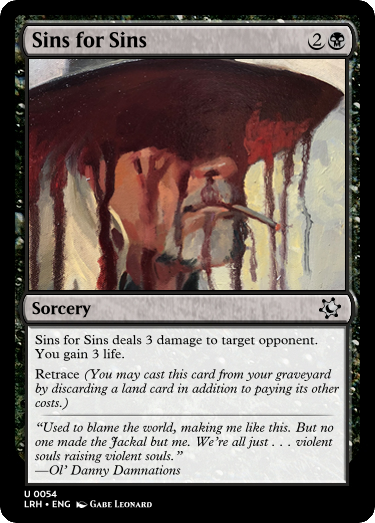 Sins for Sins 2
Sorcery
Sins for Sins deals 3 damage to target opponent.
You gain 3 life.
Retrace (You may cast this card from your graveyard
by discarding a land card in addition to paying its other
costs.)
“Used to blame the world, making me like this. But no
one made the Jackal but me. We're all just . . . violent
souls raising violent souls.”
—Ol' Danny Damnations
U 0054
LRH • ENG Gabe Leonard